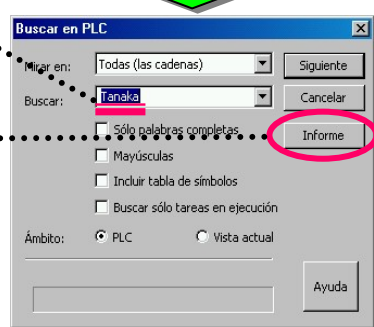 Buscar en PLC
Mirar en: Todas (las cadenas) Siguiente
Buscar: Tanaka Cancelar
Sólo palabras completas Informe
Mayúsculas
Incluir tabla de símbolos
Buscar sólo tareas en ejecución
Ámbito: PLC Vista actual
Ayuda